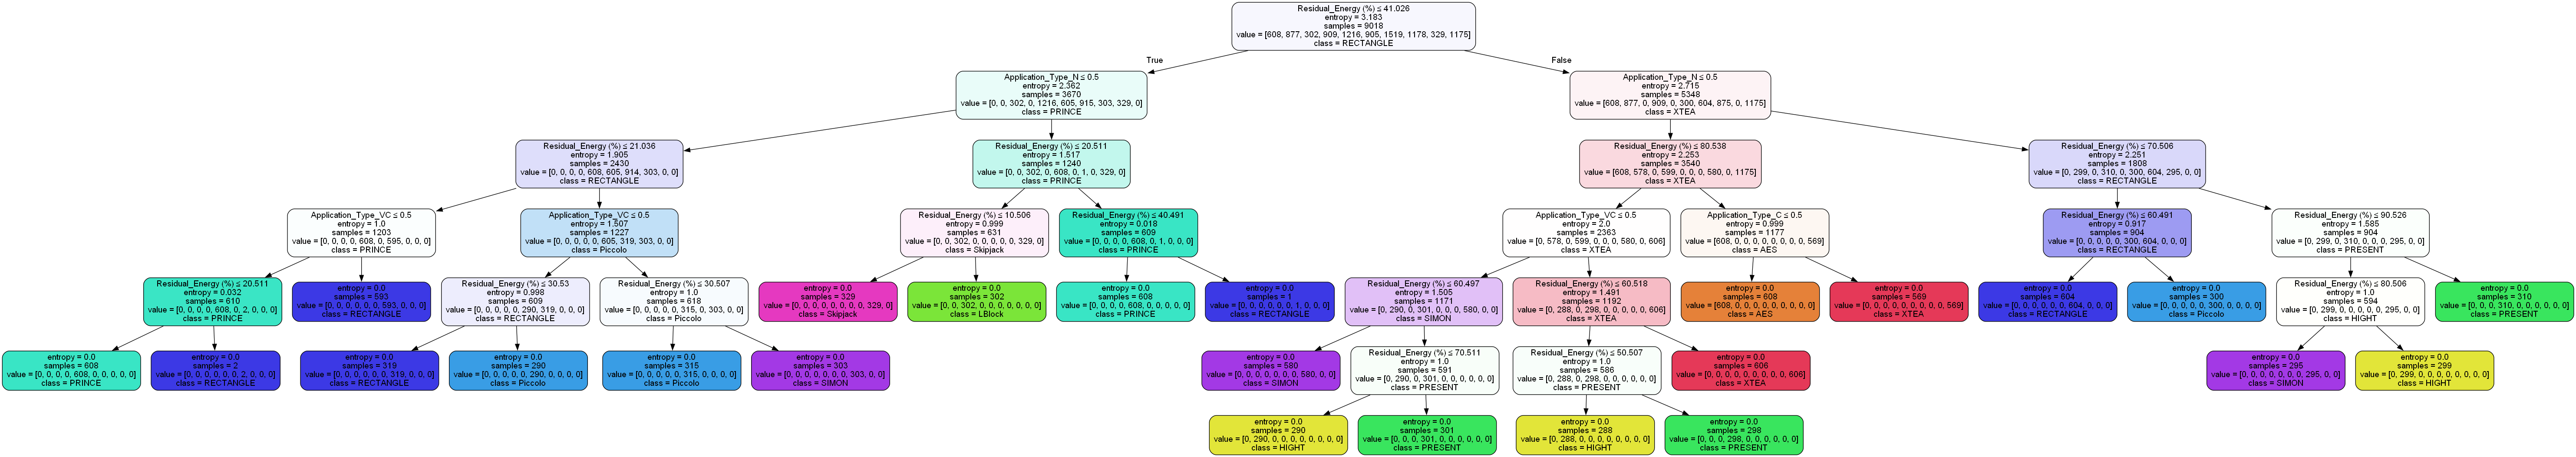 Residual_Energy (%) ≤ 41.026
entropy = 3.183
samples = 9018
value = [608, 877, 302, 909, 1216, 905, 1519, 1178, 329, 1175]
class = RECTANGLE
True
False
Application_Type_N ≤ 0.5
entropy = 2.362
samples = 3670
value = [0, 0, 302, 0, 1216, 605, 915, 303, 329, 0]
class = PRINCE
Application_Type_N ≤ 0.5
entropy = 2.715
samples = 5348
value = [608, 877, 0, 909, 0, 300, 604, 875, 0, 1175]
class = XTEA
Residual_Energy (%) ≤ 21.036
entropy = 1.905
samples = 2430
value = [0, 0, 0, 0, 608, 605, 914, 303, 0, 0]
class = RECTANGLE
Residual_Energy (%) ≤ 20.511
entropy = 1.517
samples = 1240
value = [0, 0, 302, 0, 608, 0, 1, 0, 329, 0]
class = PRINCE
Residual_Energy (%) ≤ 80.538
entropy = 2.253
samples = 3540
value = [608, 578, 0, 599, 0, 0, 0, 580, 0, 1175]
class = XTEA
Residual_Energy (%) ≤ 70.506
entropy = 2.251
samples = 1808
value = [0, 299, 0, 310, 0, 300, 604, 295, 0, 0]
class = RECTANGLE
Application_Type_VC ≤ 0.5
entropy = 1.0
samples = 1203
value = [0, 0, 0, 0, 608, 0, 595, 0, 0, 0]
class = PRINCE
Application_Type_VC ≤ 0.5
entropy = 1.507
samples = 1227
value = [0, 0, 0, 0, 0, 605, 319, 303, 0, 0]
class = Piccolo
Residual_Energy (%) ≤ 10.506
entropy = 0.999
samples = 631
value = [0, 0, 302, 0, 0, 0, 0, 0, 329, 0]
class = Skipjack
Residual_Energy (%) ≤ 40.491
entropy = 0.018
samples = 609
value = [0, 0, 0, 0, 608, 0, 1, 0, 0, 0]
class = PRINCE
Application_Type_VC ≤ 0.5
entropy = 2.0
samples = 2363
value = [0, 578, 0, 599, 0, 0, 0, 580, 0, 606]
class = XTEA
Application_Type_C ≤ 0.5
entropy = 0.999
samples = 1177
value = [608, 0, 0, 0, 0, 0, 0, 0, 0, 569]
class = AES
Residual_Energy (%) ≤ 60.491
entropy = 0.917
samples = 904
value = [0, 0, 0, 0, 0, 300, 604, 0, 0, 0]
class = RECTANGLE
Residual_Energy (%) ≤ 90.526
entropy = 1.585
samples = 904
value = [0, 299, 0, 310, 0, 0, 0, 295, 0, 0]
class = PRESENT
Residual_Energy (%) ≤ 20.511
entropy = 0.032
samples = 610
value = [0, 0, 0, 0, 608, 0, 2, 0, 0, 0]
class = PRINCE
entropy = 0.0
samples = 593
value = [0, 0, 0, 0, 0, 0, 593, 0, 0, 0]
class = RECTANGLE
Residual_Energy (%) ≤ 30.53
entropy = 0.998
samples = 609
value = [0, 0, 0, 0, 0, 290, 319, 0, 0, 0]
class = RECTANGLE
Residual_Energy (%) ≤ 30.507
entropy = 1.0
samples = 618
value = [0, 0, 0, 0, 0, 315, 0, 303, 0, 0]
class = Piccolo
entropy = 0.0
samples = 329
value = [0, 0, 0, 0, 0, 0, 0, 0, 329, 0]
class = Skipjack
entropy = 0.0
samples = 302
value = [0, 0, 302, 0, 0, 0, 0, 0, 0, 0]
class = LBlock
entropy = 0.0
samples = 608
value = [0, 0, 0, 0, 608, 0, 0, 0, 0, 0]
class = PRINCE
entropy = 0.0
samples = 1
value = [0, 0, 0, 0, 0, 0, 1, 0, 0, 0]
class = RECTANGLE
Residual_Energy (%) ≤ 60.497
entropy = 1.505
samples = 1171
value = [0, 290, 0, 301, 0, 0, 0, 580, 0, 0]
class = SIMON
Residual_Energy (%) ≤ 60.518
entropy = 1.491
samples = 1192
value = [0, 288, 0, 298, 0, 0, 0, 0, 0, 606]
class = XTEA
entropy = 0.0
samples = 608
value = [608, 0, 0, 0, 0, 0, 0, 0, 0, 0]
class = AES
entropy = 0.0
samples = 569
value = [0, 0, 0, 0, 0, 0, 0, 0, 0, 569]
class = XTEA
entropy = 0.0
samples = 604
value = [0, 0, 0, 0, 0, 0, 604, 0, 0, 0]
class = RECTANGLE
entropy = 0.0
samples = 300
value = [0, 0, 0, 0, 0, 300, 0, 0, 0, 0]
class = Piccolo
Residual_Energy (%) ≤ 80.506
entropy = 1.0
samples = 594
value = [0, 299, 0, 0, 0, 0, 0, 295, 0, 0]
class = HIGHT
entropy = 0.0
samples = 310
value = [0, 0, 0, 310, 0, 0, 0, 0, 0, 0]
class = PRESENT
entropy = 0.0
samples = 608
value = [0, 0, 0, 0, 608, 0, 0, 0, 0, 0]
class = PRINCE
entropy = 0.0
samples = 2
value = [0, 0, 0, 0, 0, 0, 2, 0, 0, 0]
class = RECTANGLE
entropy = 0.0
samples = 319
value = [0, 0, 0, 0, 0, 0, 319, 0, 0, 0]
class = RECTANGLE
entropy = 0.0
samples = 290
value = [0, 0, 0, 0, 0, 290, 0, 0, 0, 0]
class = Piccolo
entropy = 0.0
samples = 315
value = [0, 0, 0, 0, 0, 315, 0, 0, 0, 0]
class = Piccolo
entropy = 0.0
samples = 303
value = [0, 0, 0, 0, 0, 0, 0, 303, 0, 0]
class = SIMON
entropy = 0.0
samples = 580
value = [0, 0, 0, 0, 0, 0, 0, 580, 0, 0]
class = SIMON
Residual_Energy (%) ≤ 70.511
entropy = 1.0
samples = 591
value = [0, 290, 0, 301, 0, 0, 0, 0, 0, 0]
class = PRESENT
Residual_Energy (%) ≤ 50.507
entropy = 1.0
samples = 586
value = [0, 288, 0, 298, 0, 0, 0, 0, 0, 0]
class = PRESENT
entropy = 0.0
samples = 606
value = [0, 0, 0, 0, 0, 0, 0, 0, 0, 606]
class = XTEA
entropy = 0.0
samples = 295
value = [0, 0, 0, 0, 0, 0, 0, 295, 0, 0]
class = SIMON
entropy = 0.0
samples = 299
value = [0, 299, 0, 0, 0, 0, 0, 0, 0, 0]
class = HIGHT
entropy = 0.0
samples = 290
value = [0, 290, 0, 0, 0, 0, 0, 0, 0, 0]
class = HIGHT
entropy = 0.0
samples = 301
value = [0, 0, 0, 301, 0, 0, 0, 0, 0, 0]
class = PRESENT
entropy = 0.0
samples = 288
value = [0, 288, 0, 0, 0, 0, 0, 0, 0, 0]
class = HIGHT
entropy = 0.0
samples = 298
value = [0, 0, 0, 298, 0, 0, 0, 0, 0, 0]
class = PRESENT